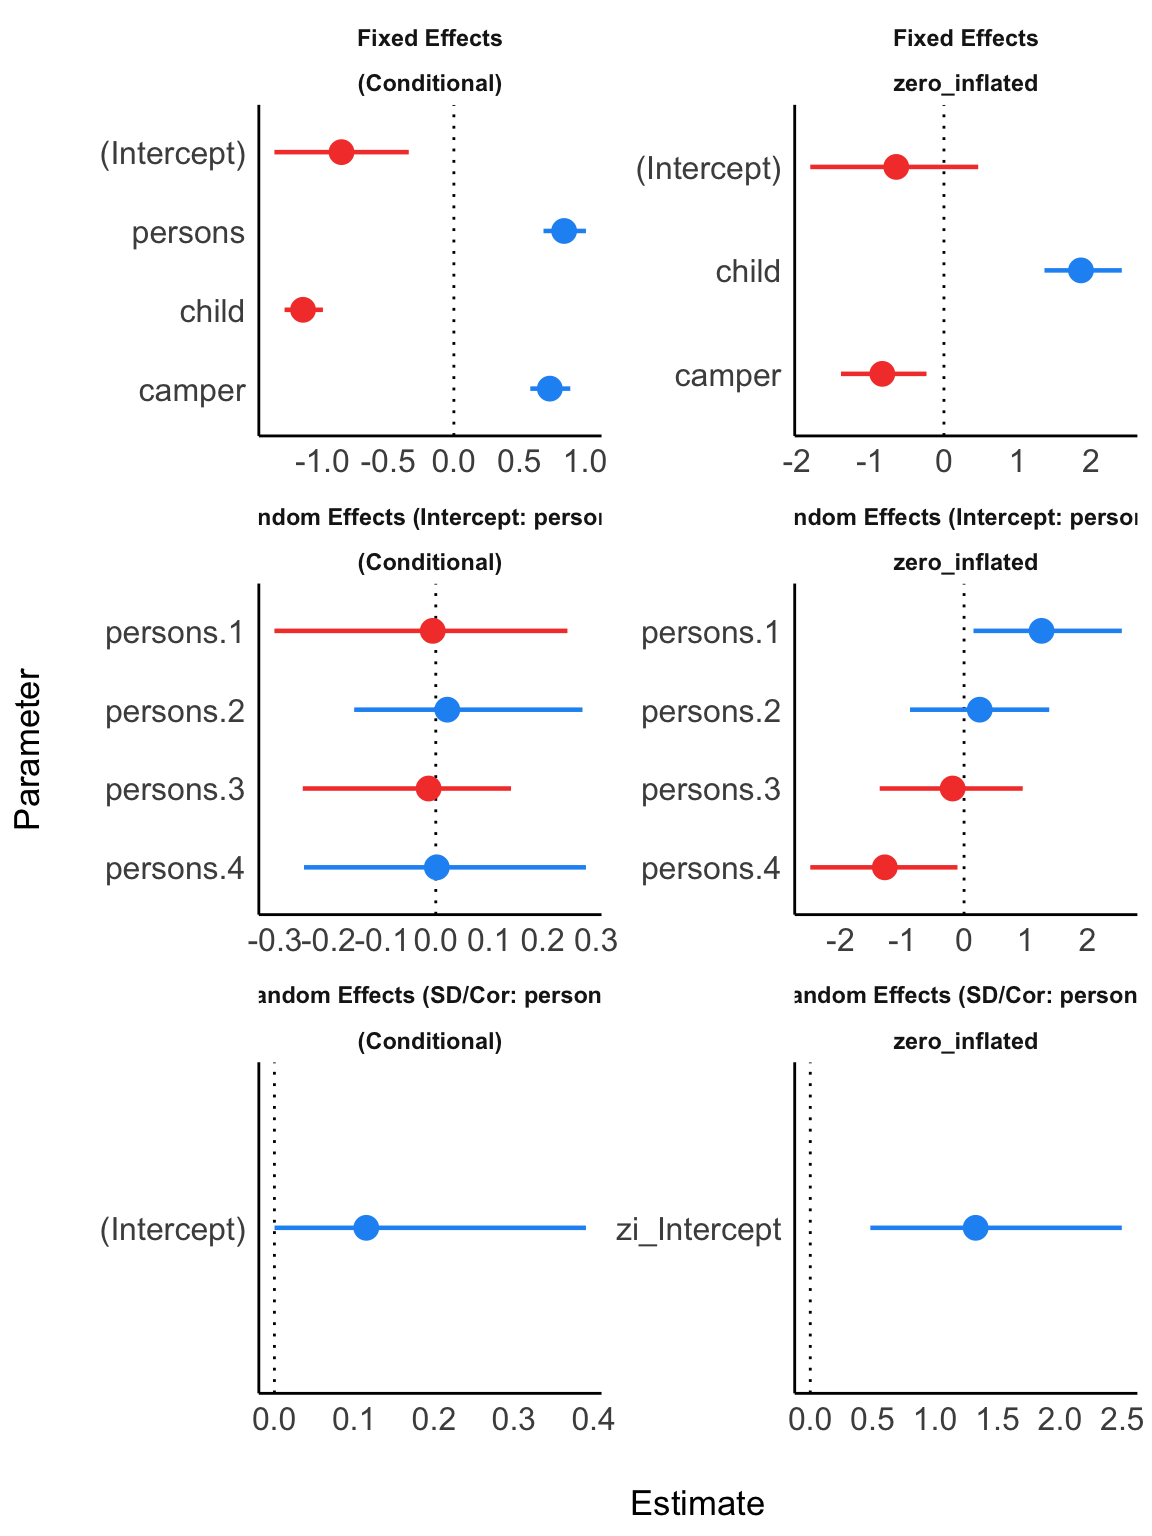 Fixed Effects
(Conditional)
(Intercept)
persons
child
camper
-1.0 -0.5 0.0 0.5 1.0
Fixed Effects
zero_inflated
(Intercept)
child
camper
-2 -1 0 1 2
ndom Effects (Intercept: person
(Conditional)
persons.1
persons.2
persons.3
persons.4
-0.3 -0.2 -0.1 0.0 0.1 0.2 0.3
ndom Effects (Intercept: person
zero_inflated
persons.1
persons.2
persons.3
persons.4
-2 -1 0 1 2
andom Effects (SD/Cor: person
(Conditional)
(Intercept)
0.0 0.1 0.2 0.3 0.4
andom Effects (SD/Cor: person
zero_inflated
zi_Intercept
0.0 0.5 1.0 1.5 2.0 2.5
Parameter
Estimate